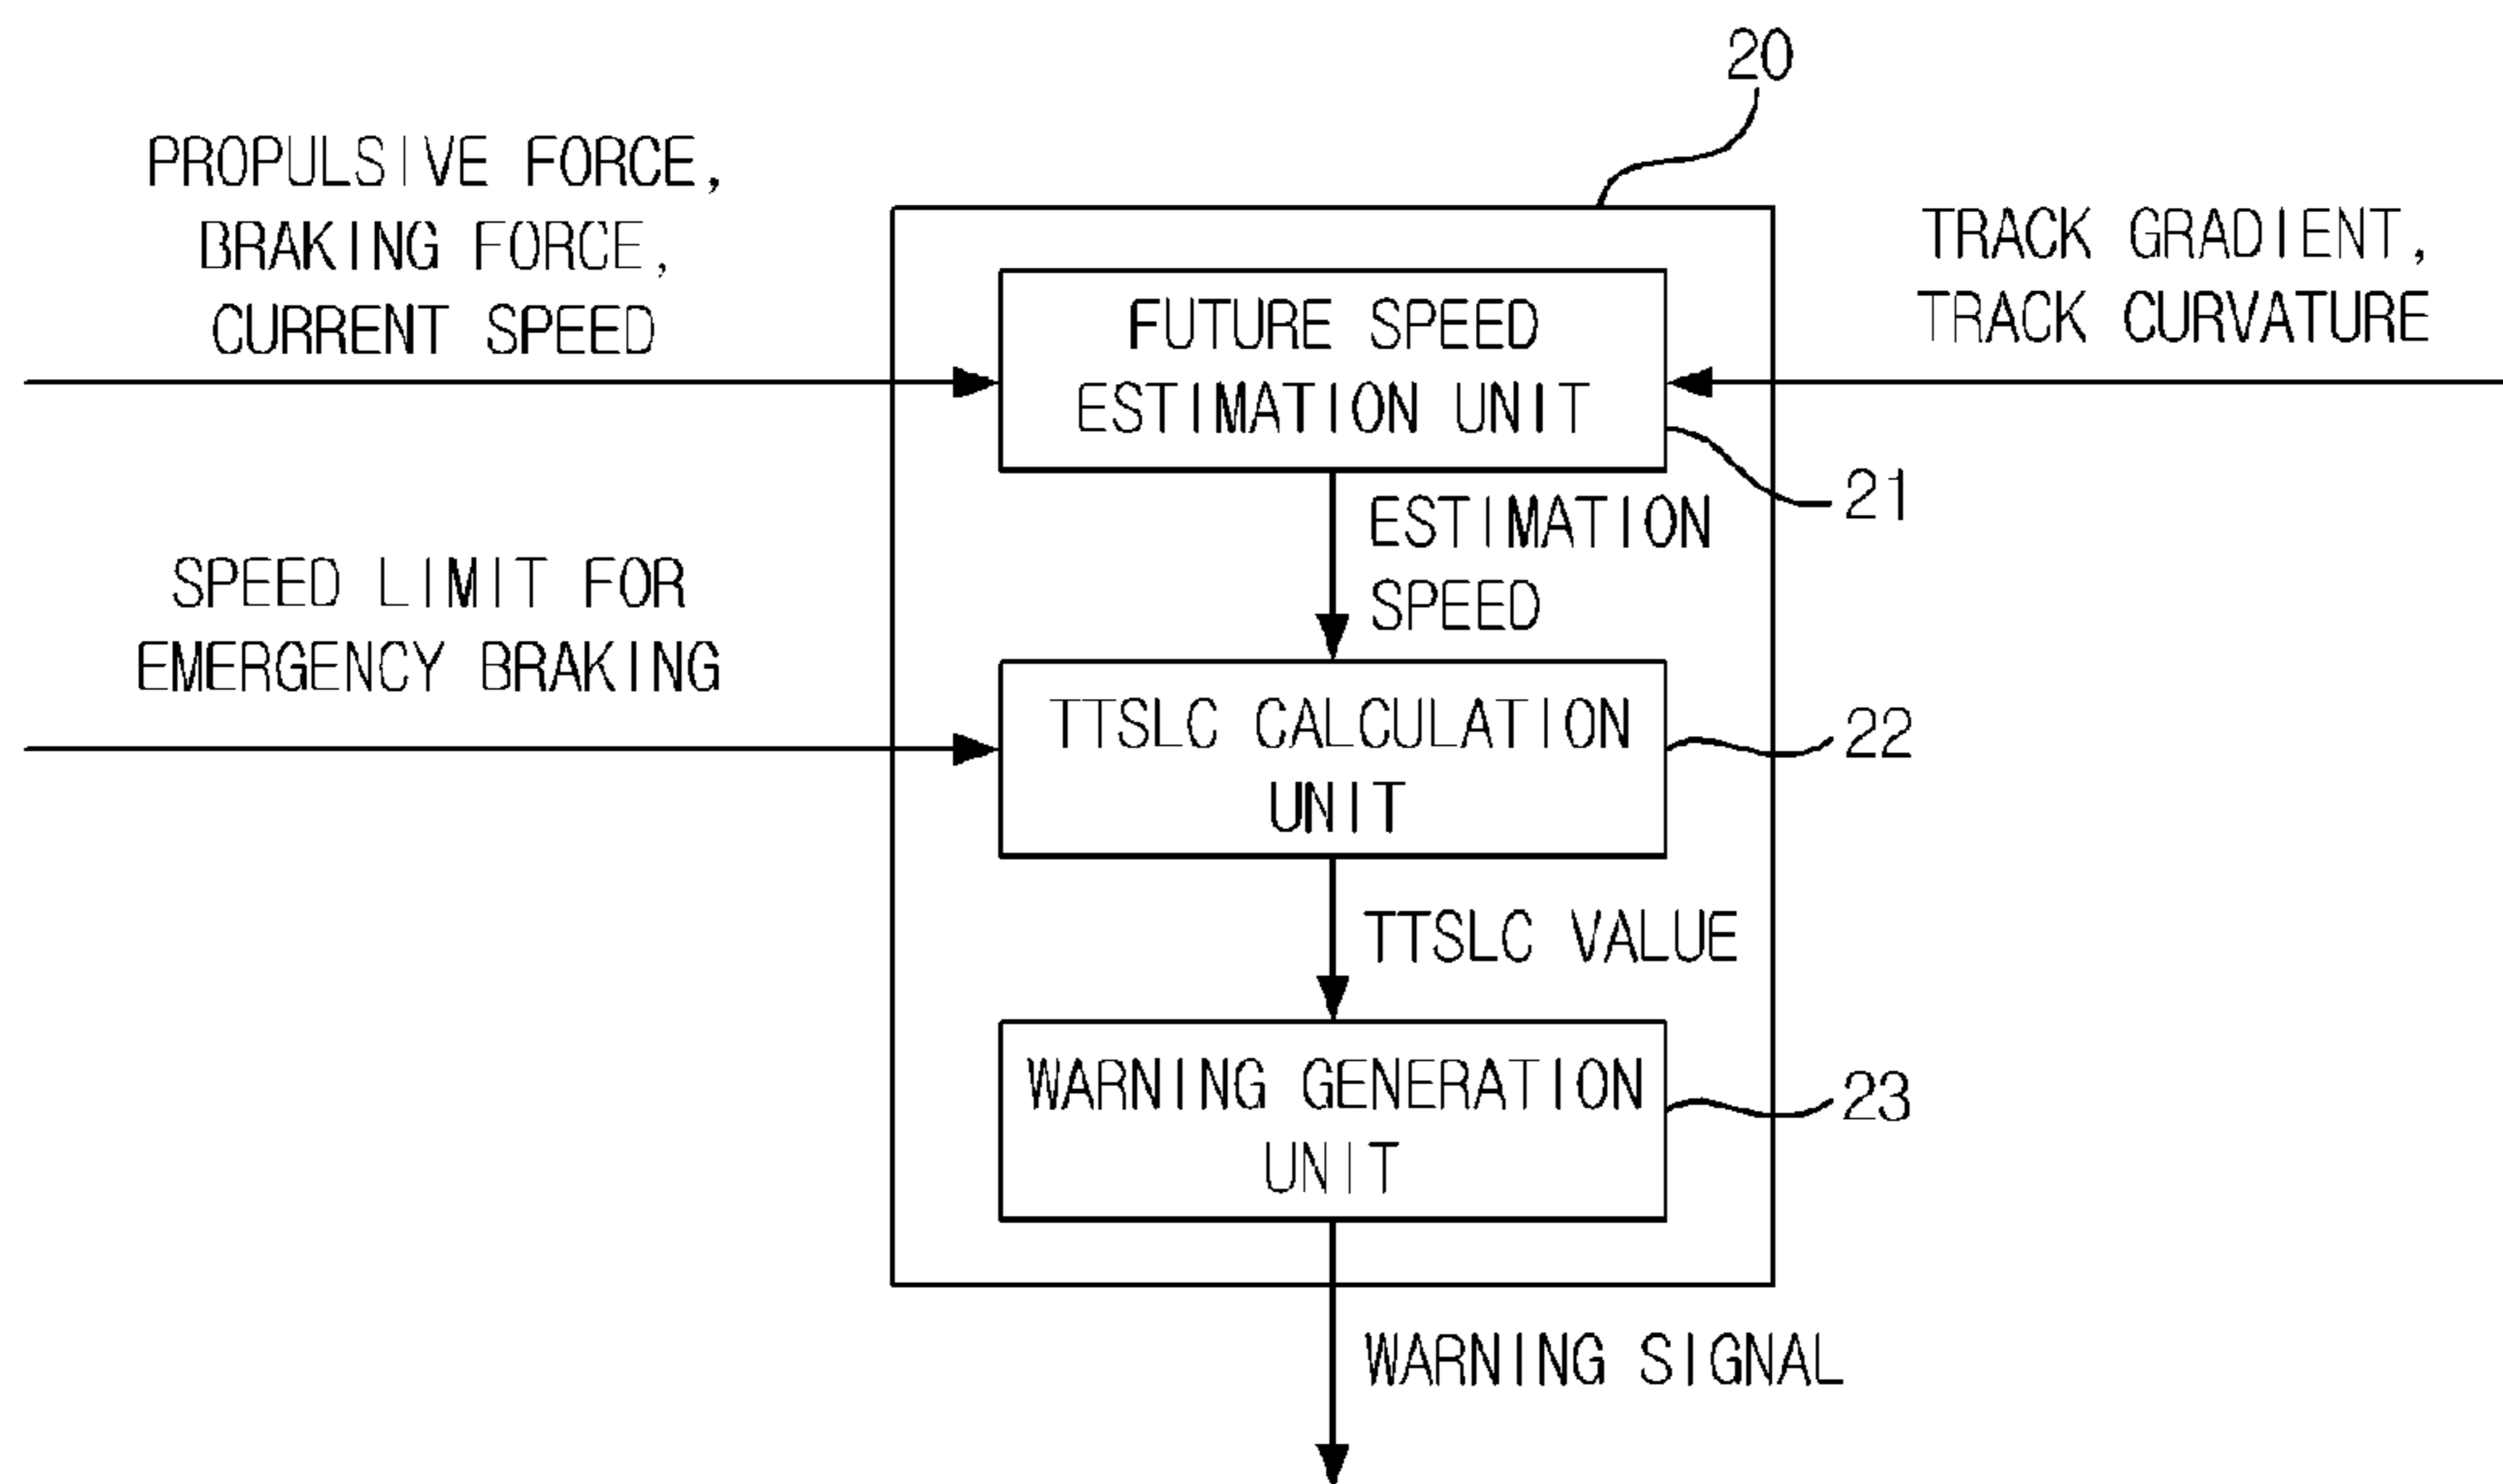 20
PROPULSIVE FORCE,
BRAKING FORCE,
CURRENT SPEED
TRACK GRADIENT,
TRACK CURVATURE
FUTURE SPEED
ESTIMATION UNIT
21
ESTIMATION
SPEED
SPEED LIMIT FOR
EMERGENCY BRAKING
TTSLC CALCULATION
UNIT
22
TTSLC VALUE
WARNING GENERATION
UNIT
23
WARNING SIGNAL